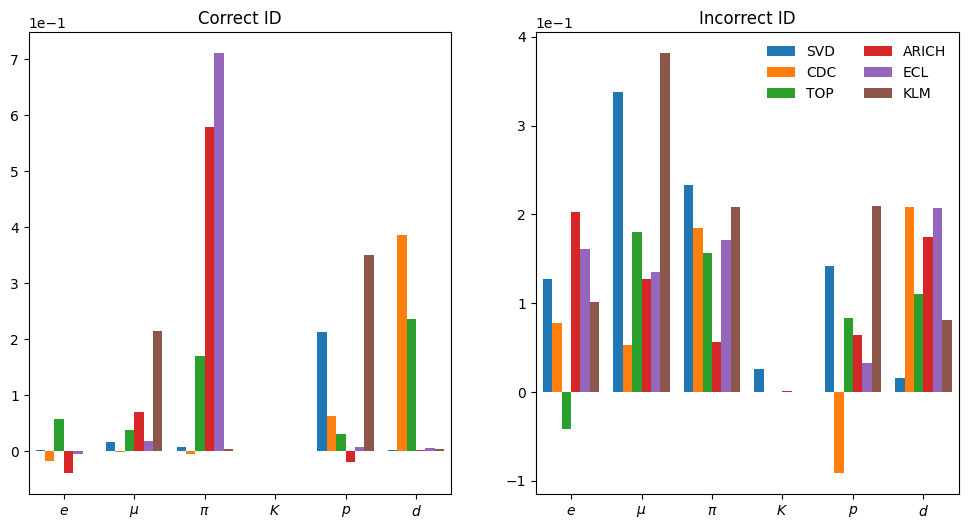 Correct ID
1e−1
7
6
5
4
3
2
1
0
e
μ
π
K
p
d
Incorrect ID
1e−1
4
3
2
1
0
−1
e
μ
π
K
p
d
SVD
CDC
TOP
ARICH
ECL
KLM